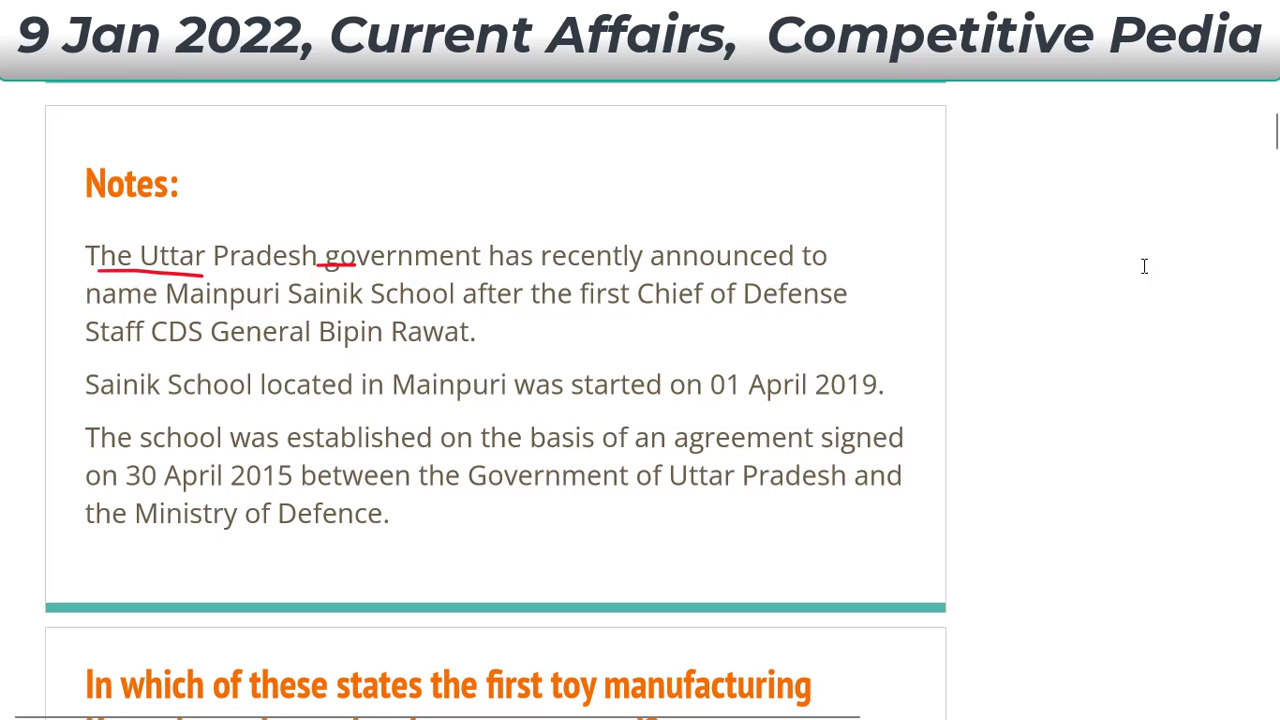 9 Jan 2022, Current Affairs, Competitive Pedia
Notes:
The Uttar Pradesh government has recently announced to
name Mainpuri Sainik School after the first Chief of Defense
Staff CDS General Bipin Rawat.
Sainik School located in Mainpuri was started on 01 April 2019.
The school was established on the basis of an agreement signed
on 30 April 2015 between the Government of Uttar Pradesh and
the Ministry of Defence.
In which of these states the first toy manufacturing